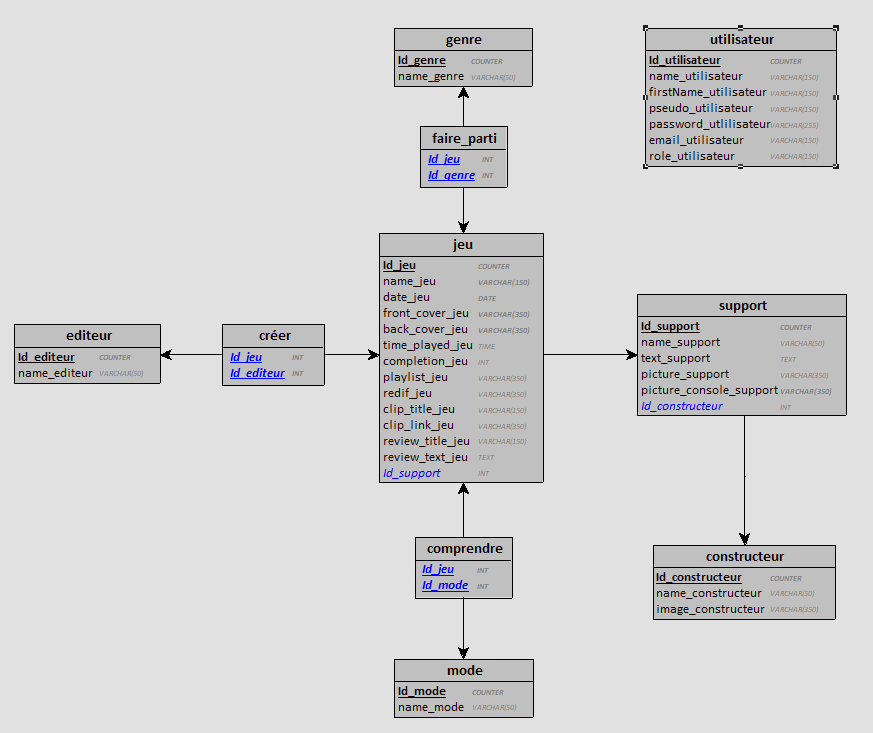 genre
Id_genre COUNTER
name_genre VARCHAR(50)
utilisateur
Id_utilisateur COUNTER
name_utilisateur VARCHAR(150)
firstName_utilisateur VARCHAR(150)
pseudo_utilisateur VARCHAR(150)
password_utlilisateur VARCHAR(255)
email_utilisateur VARCHAR(150)
role_utilisateur VARCHAR(150)
faire_parti
Id_jeu INT
Id_genre INT
jeu
Id_jeu COUNTER
name_jeu VARCHAR(150)
date_jeu DATE
front_cover_jeu VARCHAR(350)
back_cover_jeu VARCHAR(350)
time_played_jeu TIME
completion_jeu INT
playlist_jeu VARCHAR(350)
redif_jeu VARCHAR(350)
clip_title_jeu VARCHAR(150)
clip_link_jeu VARCHAR(350)
review_title_jeu VARCHAR(150)
review_text_jeu TEXT
Id_support INT
editeur
Id_editeur COUNTER
name_editeur VARCHAR(50)
créer
Id_jeu INT
Id_editeur INT
support
Id_support COUNTER
name_support VARCHAR(50)
text_support TEXT
picture_support VARCHAR(350)
picture_console_support VARCHAR(350)
Id_constructeur INT
comprendre
Id_jeu INT
Id_mode INT
constructeur
Id_constructeur COUNTER
name_constructeur VARCHAR(50)
image_constructeur VARCHAR(350)
mode
Id_mode COUNTER
name_mode VARCHAR(50)